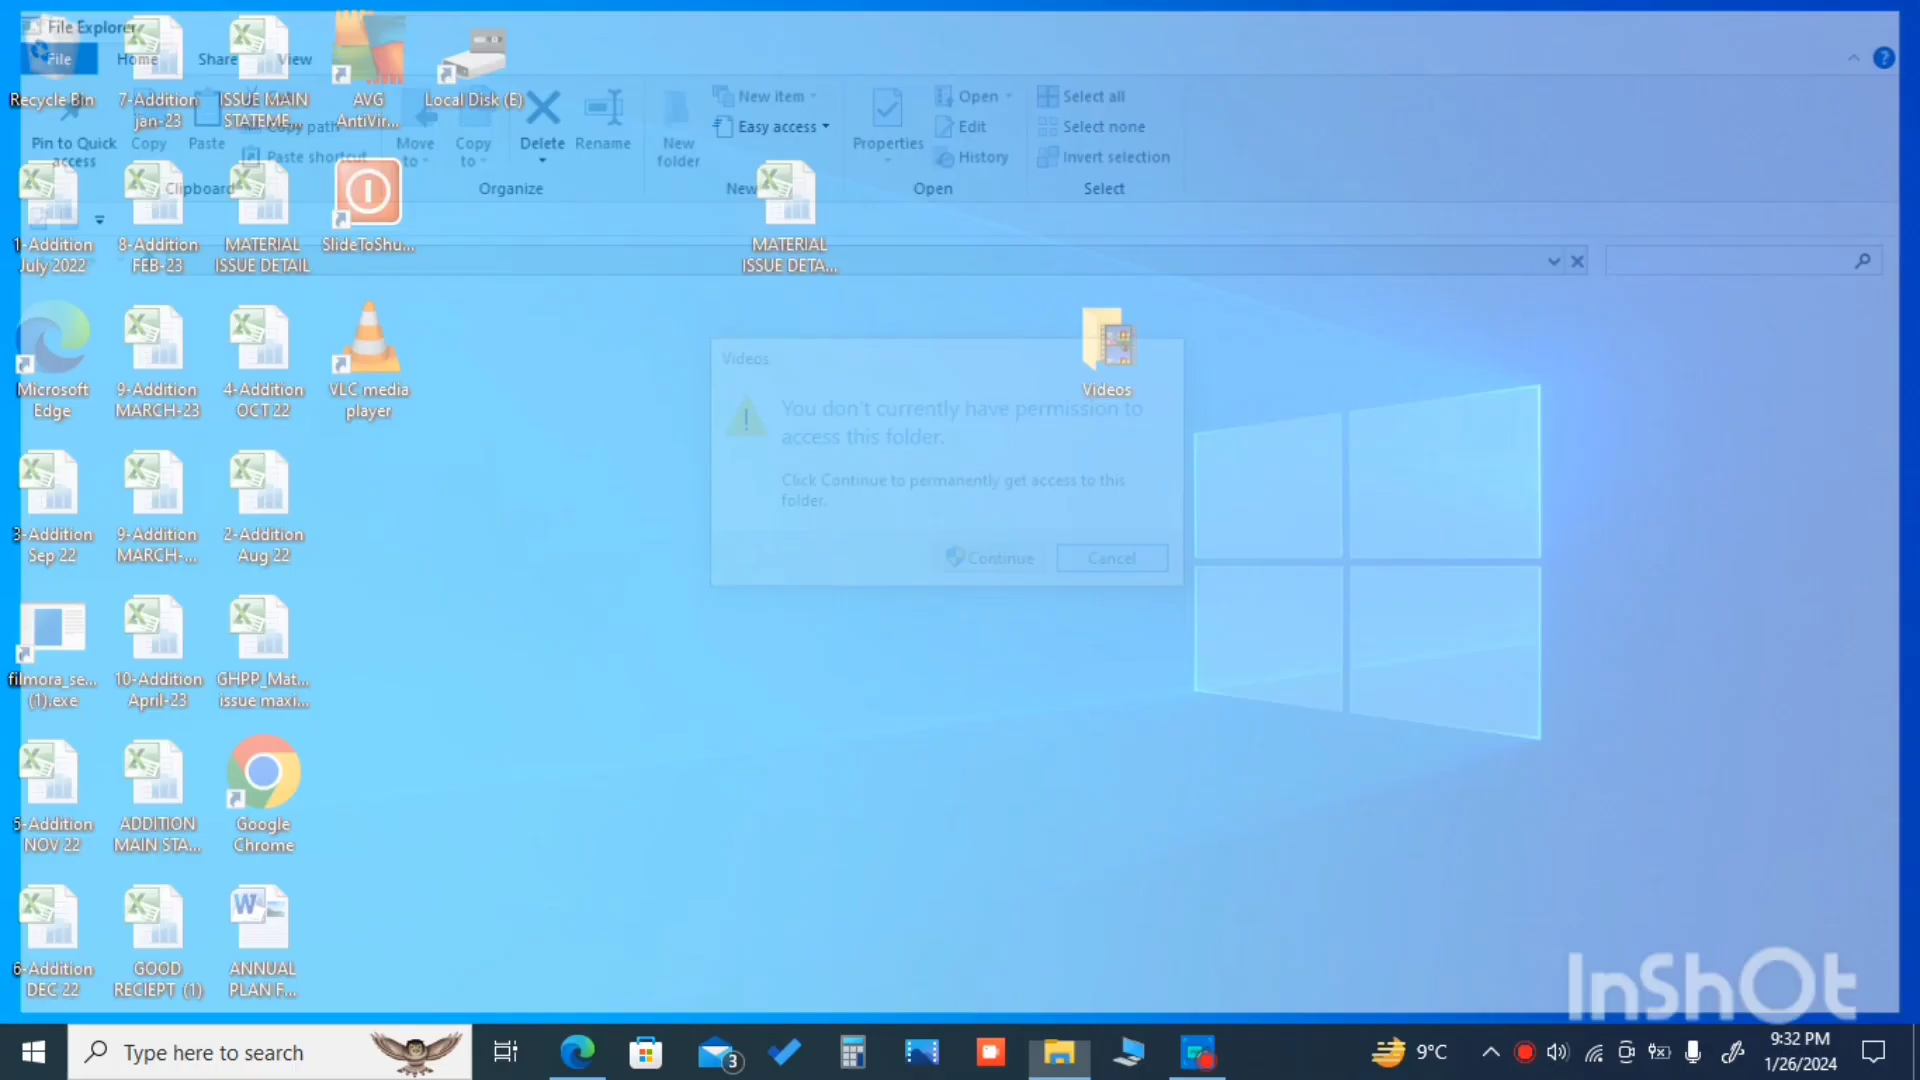 File Explorer
File
Home
Share
View
Pin to Quick
access
Copy
Paste
Copy path
Paste shortcut
Clipboard
Move
to
Copy
to
Delete
Rename
Organize
New
folder
New item
Easy access
New
Properties
Open
Edit
History
Open
Select all
Select none
Invert selection
Select
Recycle Bin
7-Addition
jan-23
ISSUE MAIN
STATEME...
AVG
AntiVir...
Local Disk (E)
1-Addition
July 2022
8-Addition
FEB-23
MATERIAL
ISSUE DETAIL
SlideToShu...
MATERIAL
ISSUE DETA...
Microsoft
Edge
9-Addition
MARCH-23
4-Addition
OCT 22
VLC media
player
Videos
Videos
You don't currently have permission to
access this folder.
Click Continue to permanently get access to this
folder.
Continue
Cancel
3-Addition
Sep 22
9-Addition
MARCH-...
2-Addition
Aug 22
filmora_se...
(1).exe
10-Addition
April-23
GHPP_Mat...
issue maxi...
5-Addition
NOV 22
ADDITION
MAIN STA...
Google
Chrome
6-Addition
DEC 22
GOOD
RECIEPT (1)
ANNUAL
PLAN F...
InShOt
Type here to search
3
9°C
9:32 PM
1/26/2024